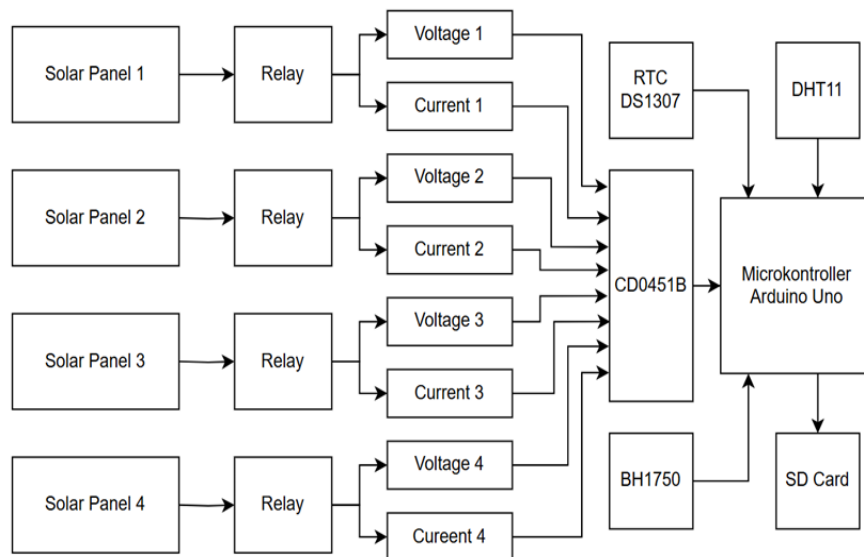 Solar Panel 1
Relay
Voltage 1
Current 1
RTC
DS1307
DHT11
Solar Panel 2
Relay
Voltage 2
Current 2
CD0451B
Microkontroller
Arduino Uno
Solar Panel 3
Relay
Voltage 3
Current 3
Solar Panel 4
Relay
Voltage 4
Cureent 4
BH1750
SD Card